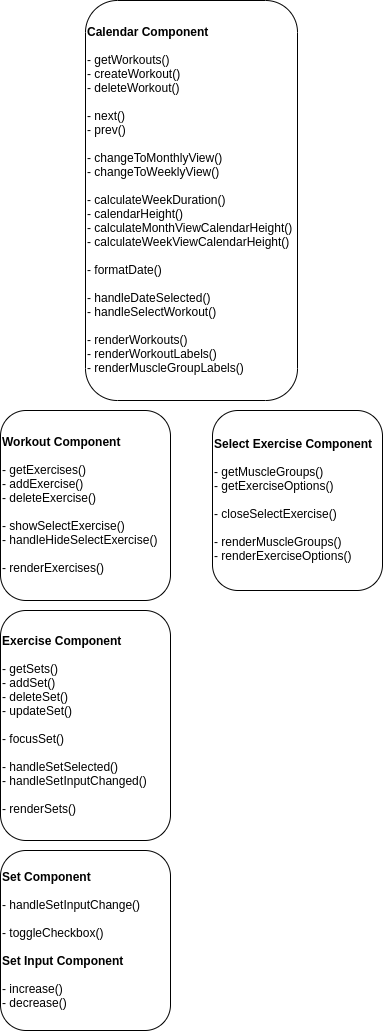 Calendar Component
- getWorkouts()
- createWorkout()
- deleteWorkout()
- next()
- prev()
- changeToMonthlyView()
- changeToWeeklyView()
- calculateWeekDuration()
- calendarHeight()
- calculateMonthViewCalendarHeight()
- calculateWeekViewCalendarHeight()
- formatDate()
- handleDateSelected()
- handleSelectWorkout()
- renderWorkouts()
- renderWorkoutLabels()
- renderMuscleGroupLabels()
Workout Component
- getExercises()
- addExercise()
- deleteExercise()
- showSelectExercise()
- handleHideSelectExercise()
- renderExercises()
Select Exercise Component
- getMuscleGroups()
- getExerciseOptions()
- closeSelectExercise()
- renderMuscleGroups()
- renderExerciseOptions()
Exercise Component
- getSets()
- addSet()
- deleteSet()
- updateSet()
- focusSet()
- handleSetSelected()
- handleSetInputChanged()
- renderSets()
Set Component
- handleSetInputChange()
- toggleCheckbox()
Set Input Component
- increase()
- decrease()